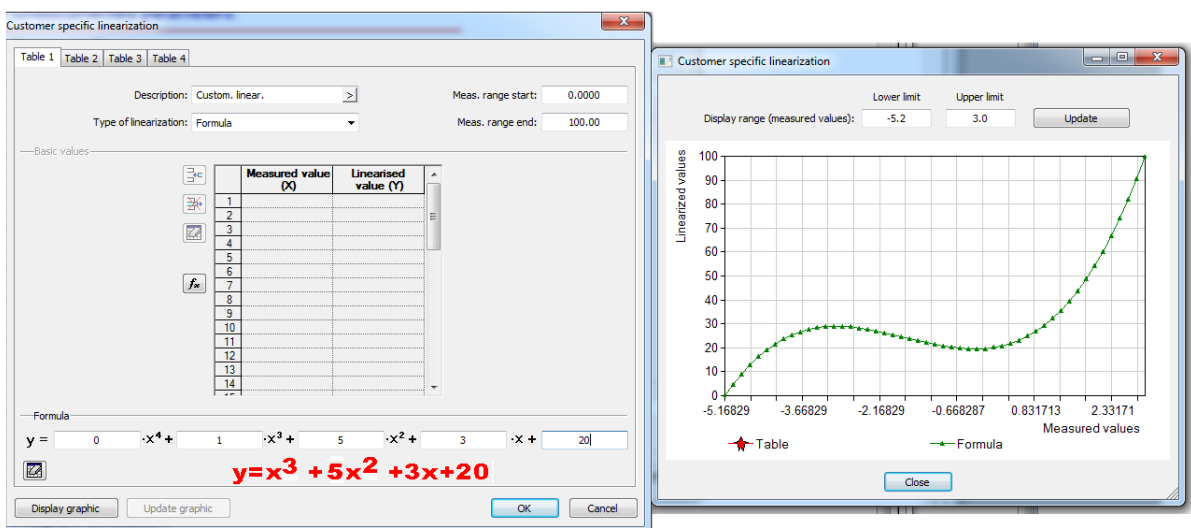 Customer specific linearization
Table 1 Table 2 Table 3 Table 4
Description: Custom. linear. >
Meas. range start: 0.0000
Type of linearization: Formula
Meas. range end: 100.00
Basic values
Measured value (X) Linearised value (Y)
1
2
3
4
5
6
7
8
9
10
11
12
13
14
Formula
y = 0 ·X⁴ + 1 ·X³ + 5 ·X² + 3 ·X + 20
y=x³ +5x² +3x+20
Display graphic Update graphic OK Cancel
Customer specific linearization
Lower limit Upper limit
Display range (measured values): -5.2 3.0 Update
Linearized values
100
90
80
70
60
50
40
30
20
10
0
-5.16829 -3.66829 -2.16829 -0.668287 0.831713 2.33171
Measured values
Table Formula
Close